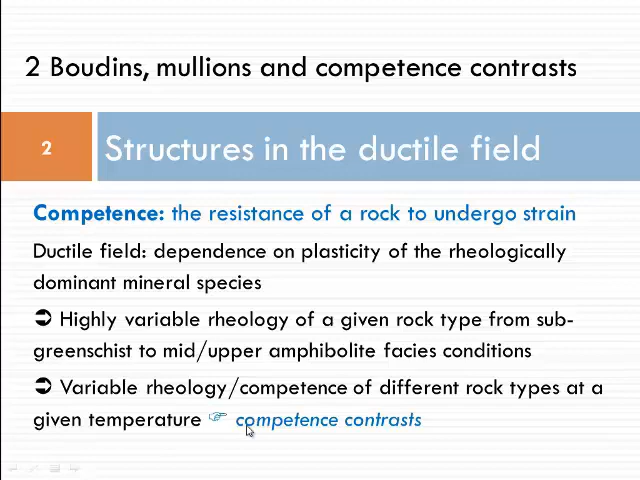 2 Boudins, mullions and competence contrasts
2
Structures in the ductile field
Competence: the resistance of a rock to undergo strain
Ductile field: dependence on plasticity of the rheologically
dominant mineral species
➲ Highly variable rheology of a given rock type from sub-
greenschist to mid/upper amphibolite facies conditions
➲ Variable rheology/competence of different rock types at a
given temperature ☞ competence contrasts